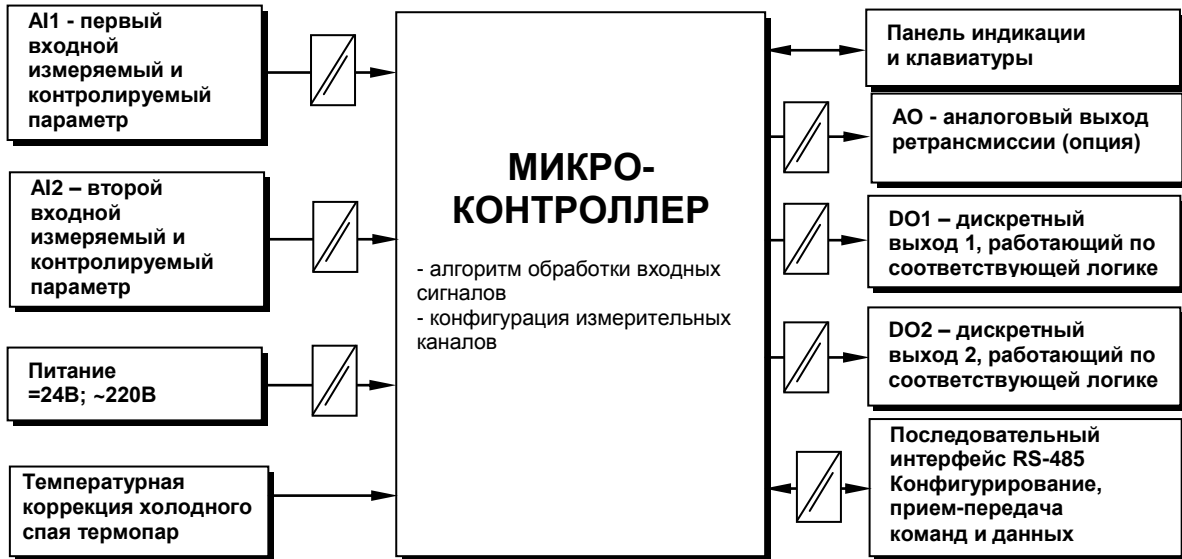 AI1 - первый
входной
измеряемый и
контролируемый
параметр
AI2 – второй
входной
измеряемый и
контролируемый
параметр
Питание
=24В; ~220В
Температурная
коррекция холодного
спая термопар
МИКРО-
КОНТРОЛЛЕР
- алгоритм обработки входных
сигналов
- конфигурация измерительных
каналов
Панель индикации
и клавиатуры
АО - аналоговый выход
ретрансмиссии (опция)
DO1 – дискретный
выход 1, работающий по
соответствующей логике
DO2 – дискретный
выход 2, работающий по
соответствующей логике
Последовательный
интерфейс RS-485
Конфигурирование,
прием-передача
команд и данных